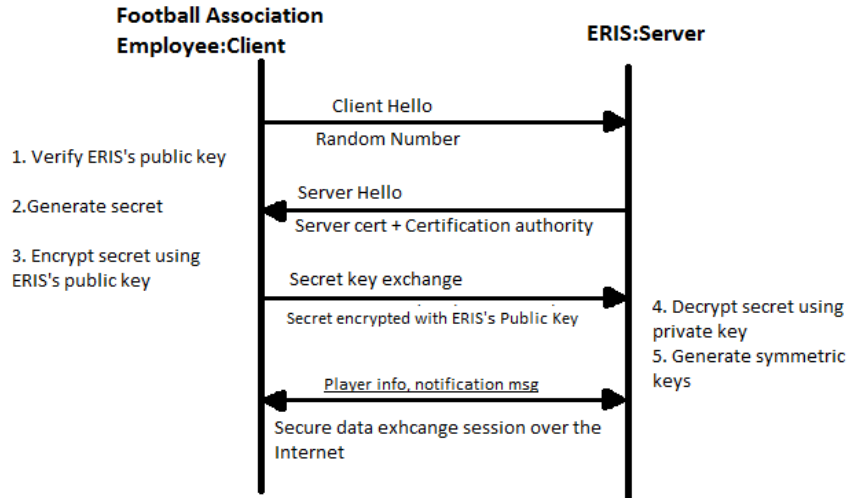 Football Association
Employee:Client
ERIS:Server
Client Hello
Random Number
1. Verify ERIS's public key
Server Hello
2.Generate secret
Server cert + Certification authority
3. Encrypt secret using
ERIS's public key
Secret key exchange
Secret encrypted with ERIS's Public Key
4. Decrypt secret using
private key
5. Generate symmetric
keys
Player info, notification msg
Secure data exhcange session over the
Internet